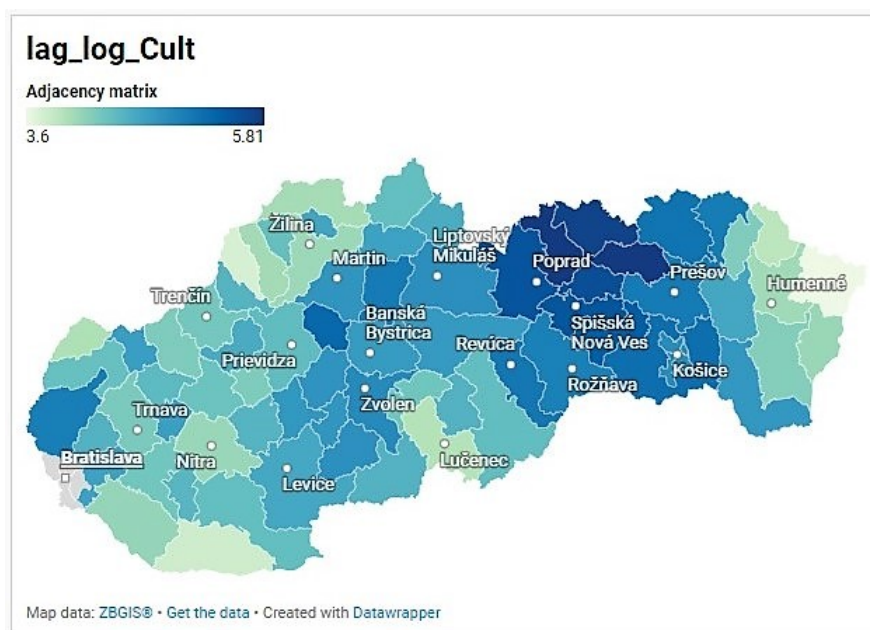 lag_log_Cult
Adjacency matrix
3.6 5.81
Žilina
Liptovský
Mikuláš
Martin
Poprad
Prešov
Humenné
Trenčín
Banská
Bystrica
Spišská
Nová Ves
Prievidza
Revúca
Košice
Rožňava
Zvolen
Trnava
Bratislava
Nitra
Lučenec
Levice
Map data: ZBGIS® • Get the data • Created with Datawrapper